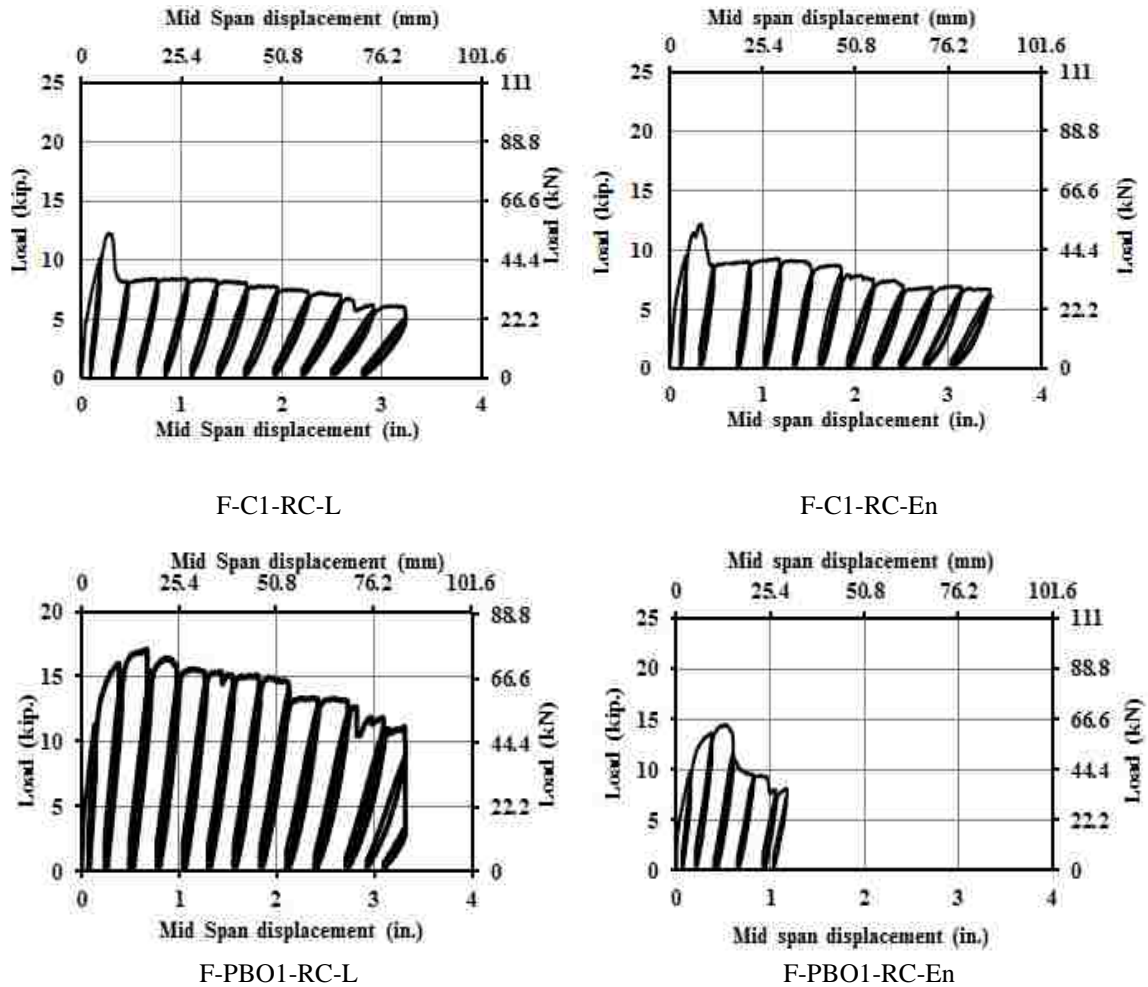 Mid Span displacement (mm)
0 25.4 50.8 76.2 101.6
25 111
20 88.8
15 66.6
10 44.4
5 22.2
0 0
Load (kip.)
Load (kN)
0 1 2 3 4
Mid Span displacement (in.)
F-C1-RC-L
Mid span displacement (mm)
0 25.4 50.8 76.2 101.6
25 111
20 88.8
15 66.6
10 44.4
5 22.2
0 0
Load (kip.)
Load (kN)
0 1 2 3 4
Mid span displacement (in.)
F-C1-RC-En
Mid Span displacement (mm)
0 25.4 50.8 76.2 101.6
20 88.8
15 66.6
10 44.4
5 22.2
0 0
Load (kip.)
Load (kN)
0 1 2 3 4
Mid Span displacement (in.)
F-PBO1-RC-L
Mid span displacement (mm)
0 25.4 50.8 76.2 101.6
25 111
20 88.8
15 66.6
10 44.4
5 22.2
0 0
Load (kip.)
Load (kN)
0 1 2 3 4
Mid span displacement (in.)
F-PBO1-RC-En